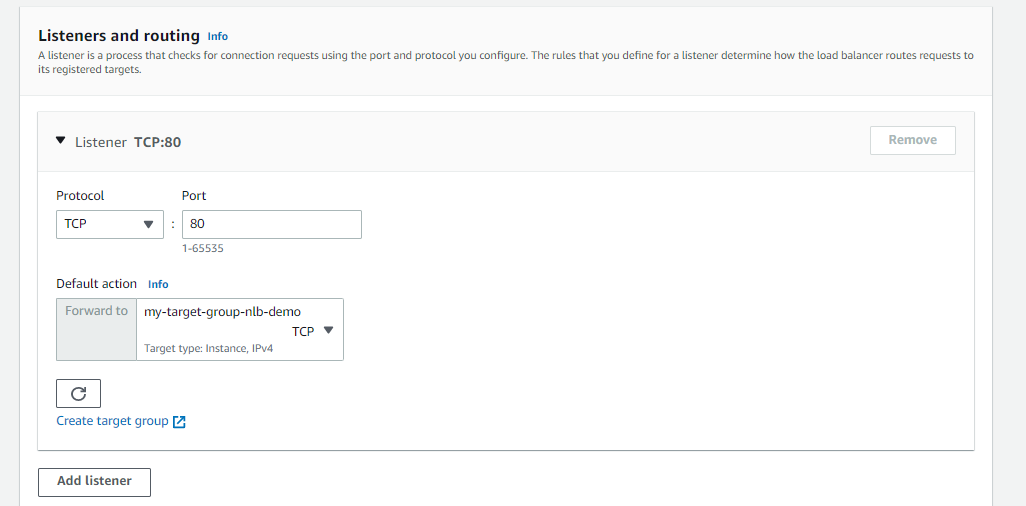 Listeners and routing Info
A listener is a process that checks for connection requests using the port and protocol you configure. The rules that you define for a listener determine how the load balancer routes requests to
its registered targets.
Listener TCP:80
Remove
Protocol
Port
TCP
:
80
1-65535
Default action Info
Forward to
my-target-group-nlb-demo
TCP
Target type: Instance, IPv4
Create target group
Add listener